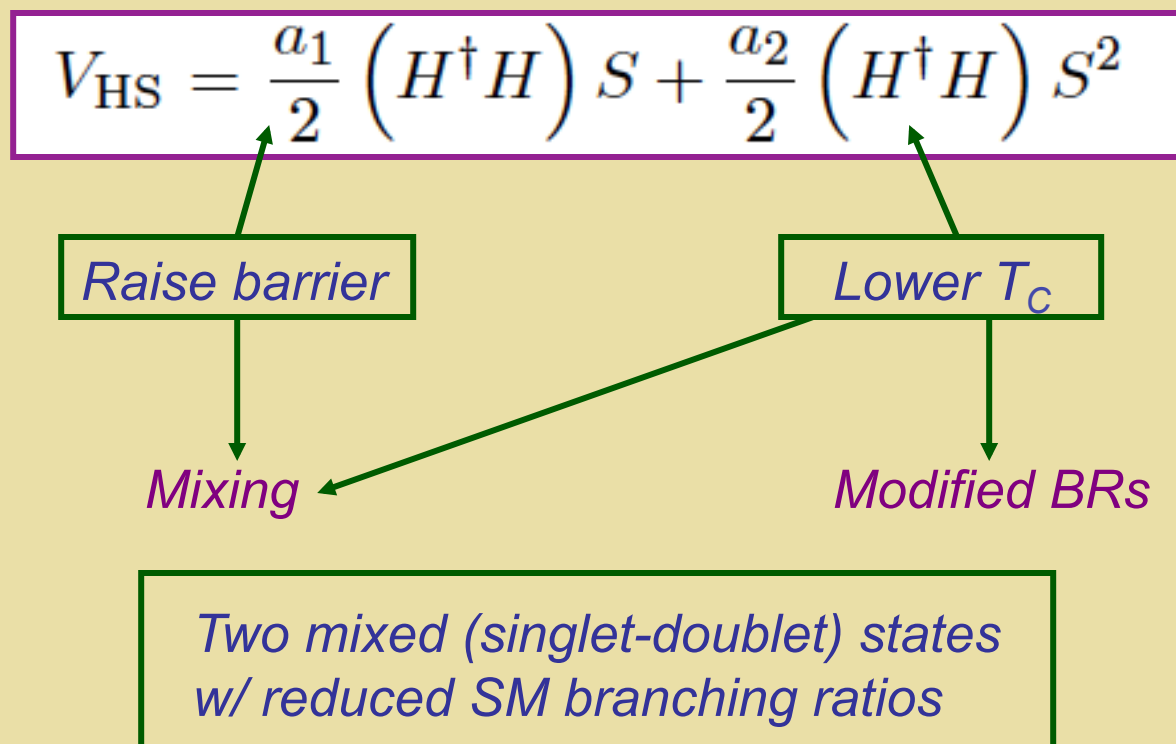 V_HS = a_1/2 (H†H) S + a_2/2 (H†H) S²
Raise barrier
Lower T_C
Mixing
Modified BRs
Two mixed (singlet-doublet) states
w/ reduced SM branching ratios